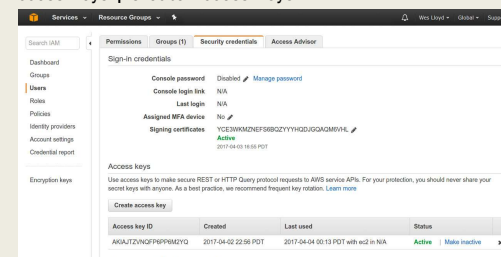 Services
Resource Groups
Wes Lloyd
Global
Search IAM
Dashboard
Groups
Users
Roles
Policies
Identity providers
Account settings
Credential report
Encryption keys
Permissions Groups (1) Security credentials Access Advisor
Sign-in credentials
Console password Disabled Manage password
Console login link N/A
Last login N/A
Assigned MFA device No
Signing certificates
Active
2017-04-03 16:55 PDT
Access keys
Use access keys to make secure REST or HTTP Query protocol requests to AWS service APIs. For your protection, you should never share your
secret keys with anyone. As a best practice, we recommend frequent key rotation. Learn more
Create access key
Access key ID Created Last used Status
2017-04-02 22:56 PDT 2017-04-04 00:13 PDT with ec2 in N/A Active | Make inactive